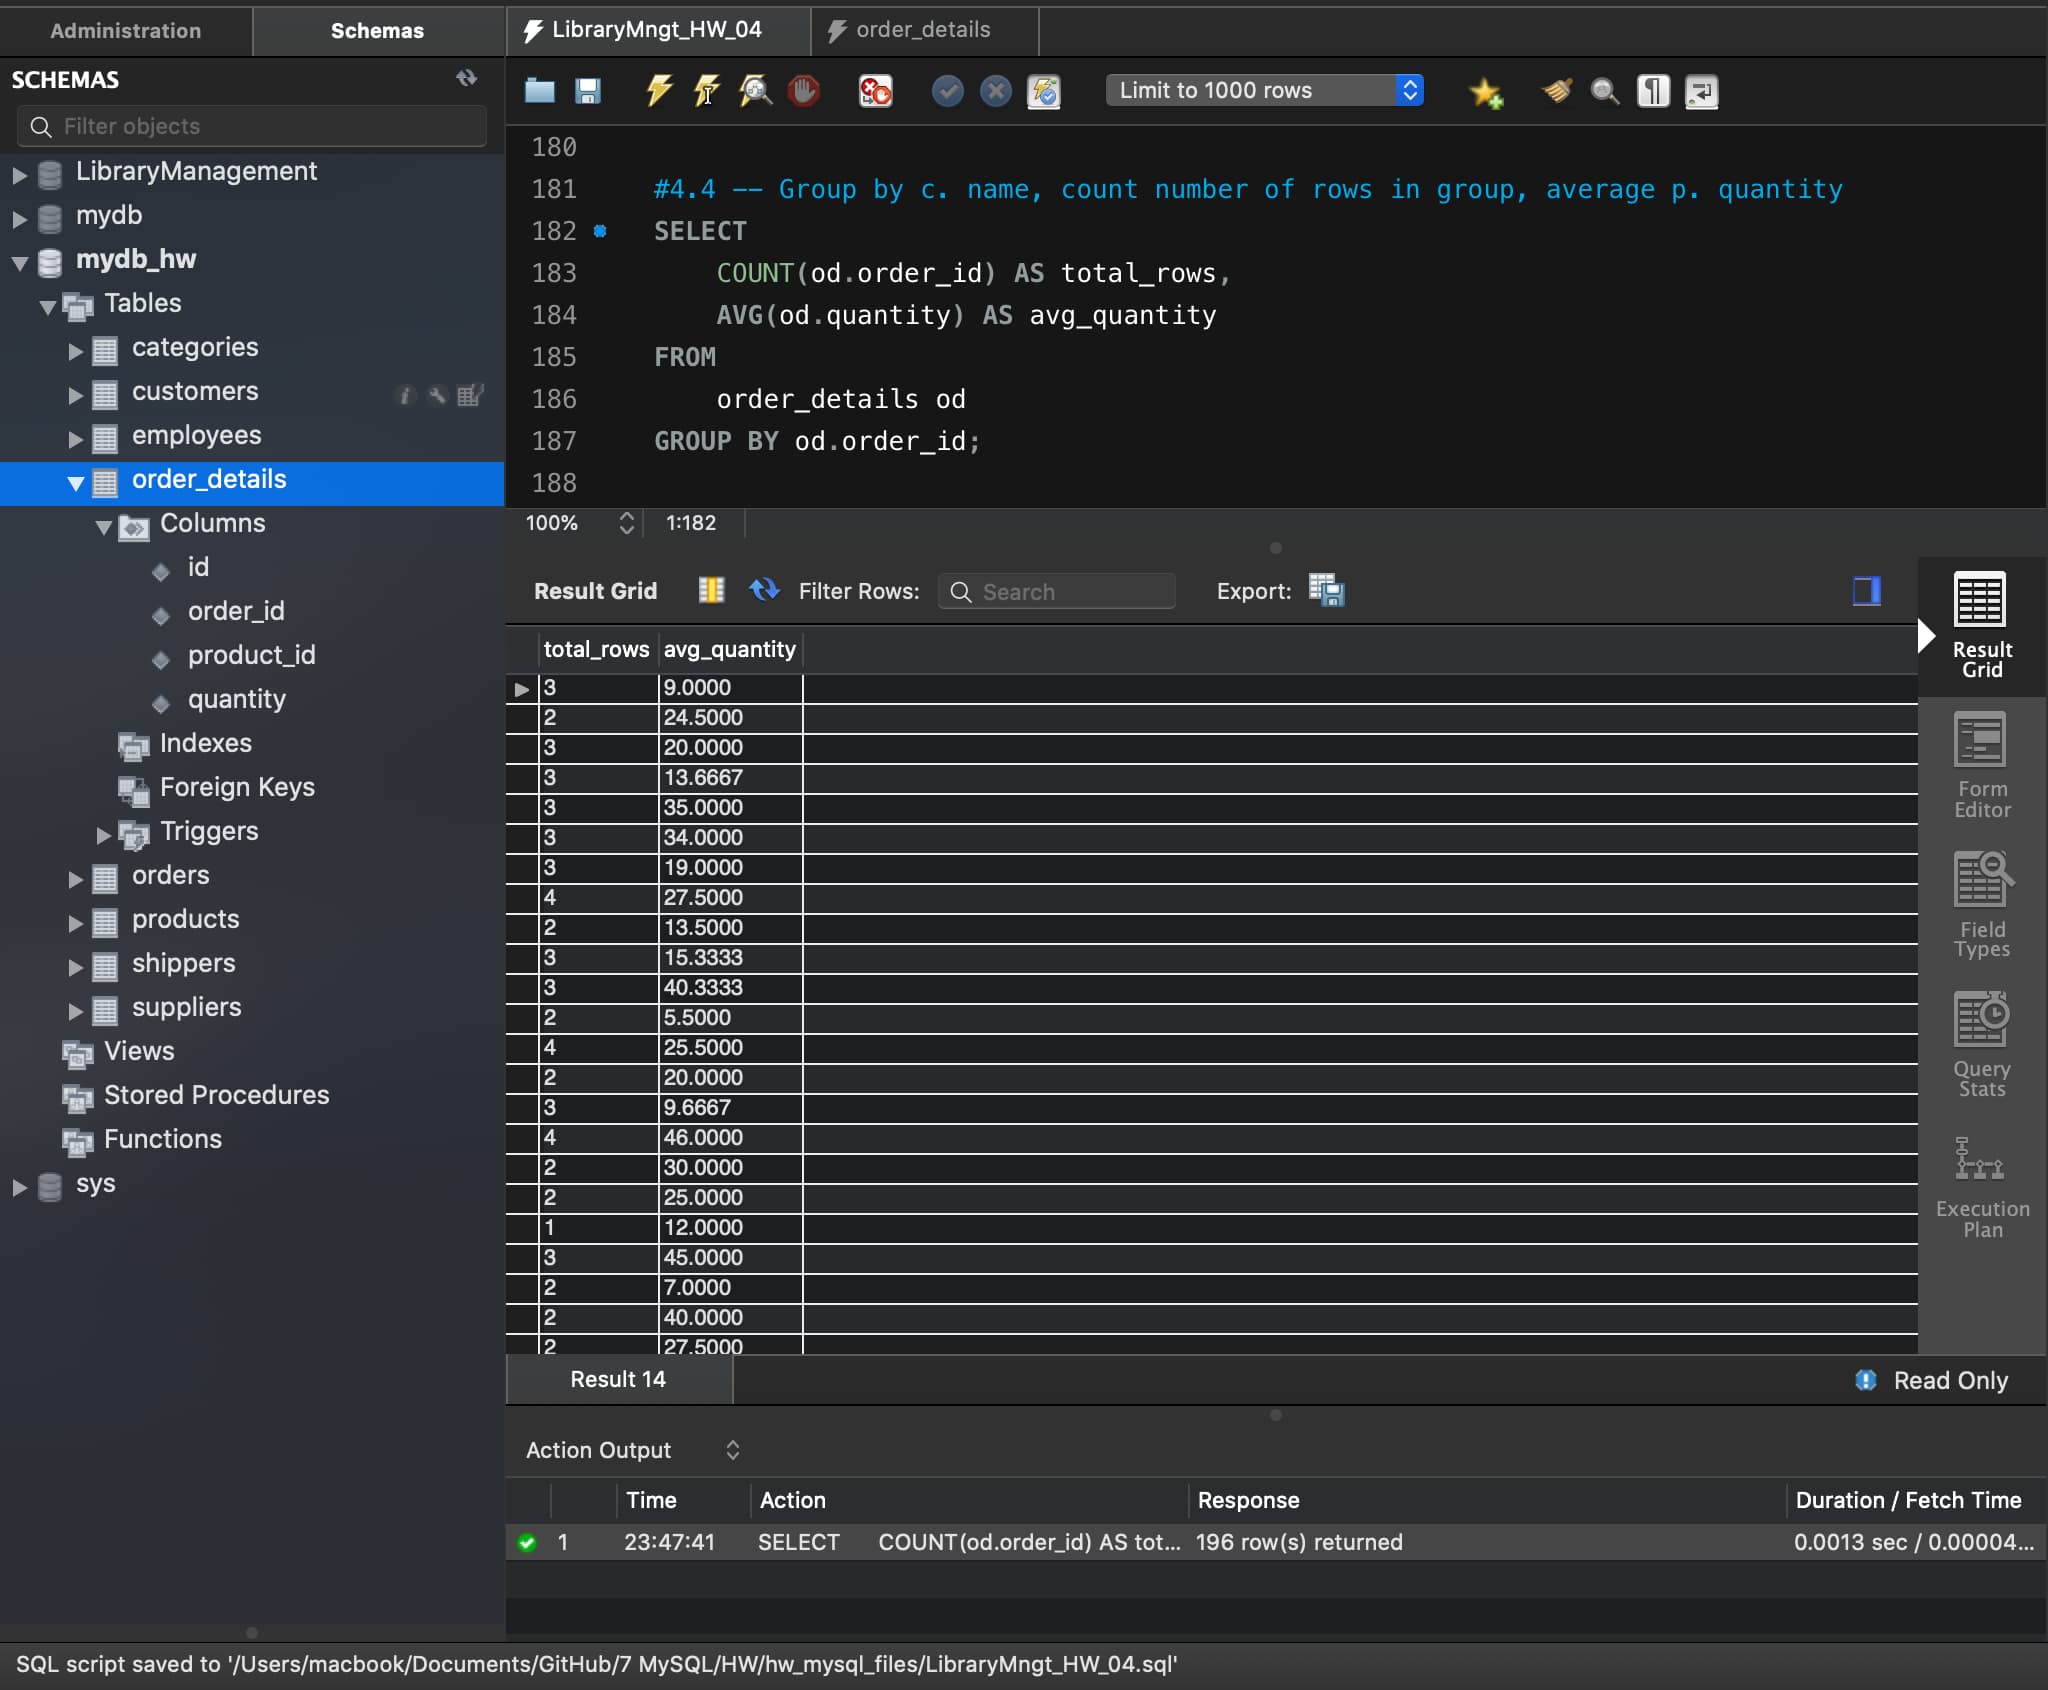 Administration
Schemas
LibraryMngt_HW_04
order_details
SCHEMAS
Filter objects
LibraryManagement
mydb
mydb_hw
Tables
categories
customers
employees
order_details
Columns
id
order_id
product_id
quantity
Indexes
Foreign Keys
Triggers
orders
products
shippers
suppliers
Views
Stored Procedures
Functions
sys
Limit to 1000 rows
180
181 #4.4 -- Group by c. name, count number of rows in group, average p. quantity
182 SELECT
183 COUNT(od.order_id) AS total_rows,
184 AVG(od.quantity) AS avg_quantity
185 FROM
186 order_details od
187 GROUP BY od.order_id;
188
100% 1:182
Result Grid Filter Rows: Search Export:
total_rows avg_quantity
3 9.0000
2 24.5000
3 20.0000
3 13.6667
3 35.0000
3 34.0000
3 19.0000
4 27.5000
2 13.5000
3 15.3333
3 40.3333
2 5.5000
4 25.5000
2 20.0000
3 9.6667
4 46.0000
2 30.0000
2 25.0000
1 12.0000
3 45.0000
2 7.0000
2 40.0000
2 27.5000
Result
Grid
Form
Editor
Field
Types
Query
Stats
Execution
Plan
Result 14
Read Only
Action Output
Time Action Response Duration / Fetch Time
1 23:47:41 SELECT COUNT(od.order_id) AS tot... 196 row(s) returned 0.0013 sec / 0.00004...
SQL script saved to '/Users/macbook/Documents/GitHub/7 MySQL/HW/hw_mysql_files/LibraryMngt_HW_04.sql'